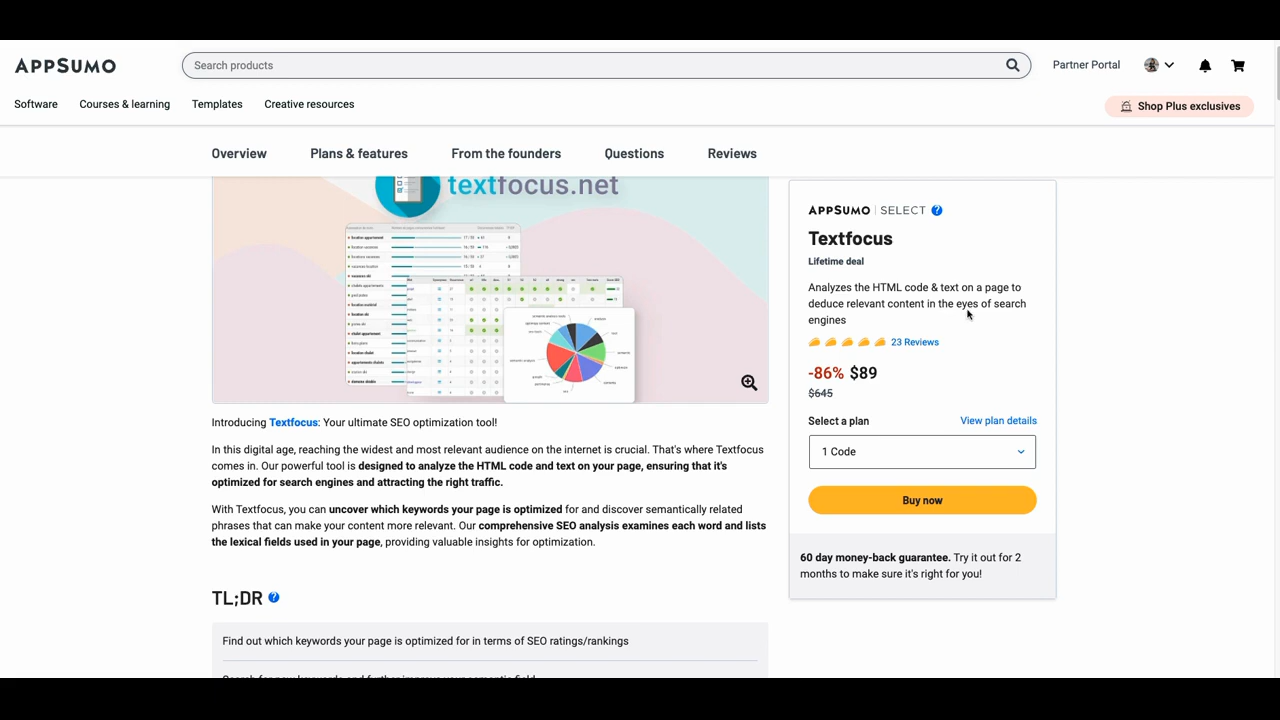 APPSUMO
Search products
Partner Portal
Software
Courses & learning
Templates
Creative resources
Shop Plus exclusives
Overview
Plans & features
From the founders
Questions
Reviews
textfocus.net
APPSUMO | SELECT ?
Textfocus
Lifetime deal
Analyzes the HTML code & text on a page to
deduce relevant content in the eyes of search
engines
23 Reviews
-86% $89
$645
Select a plan
View plan details
1 Code
Buy now
60 day money-back guarantee. Try it out for 2
months to make sure it's right for you!
Introducing Textfocus: Your ultimate SEO optimization tool!
In this digital age, reaching the widest and most relevant audience on the internet is crucial. That's where Textfocus
comes in. Our powerful tool is designed to analyze the HTML code and text on your page, ensuring that it's
optimized for search engines and attracting the right traffic.
With Textfocus, you can uncover which keywords your page is optimized for and discover semantically related
phrases that can make your content more relevant. Our comprehensive SEO analysis examines each word and lists
the lexical fields used in your page, providing valuable insights for optimization.
TL;DR ?
Find out which keywords your page is optimized for in terms of SEO ratings/rankings